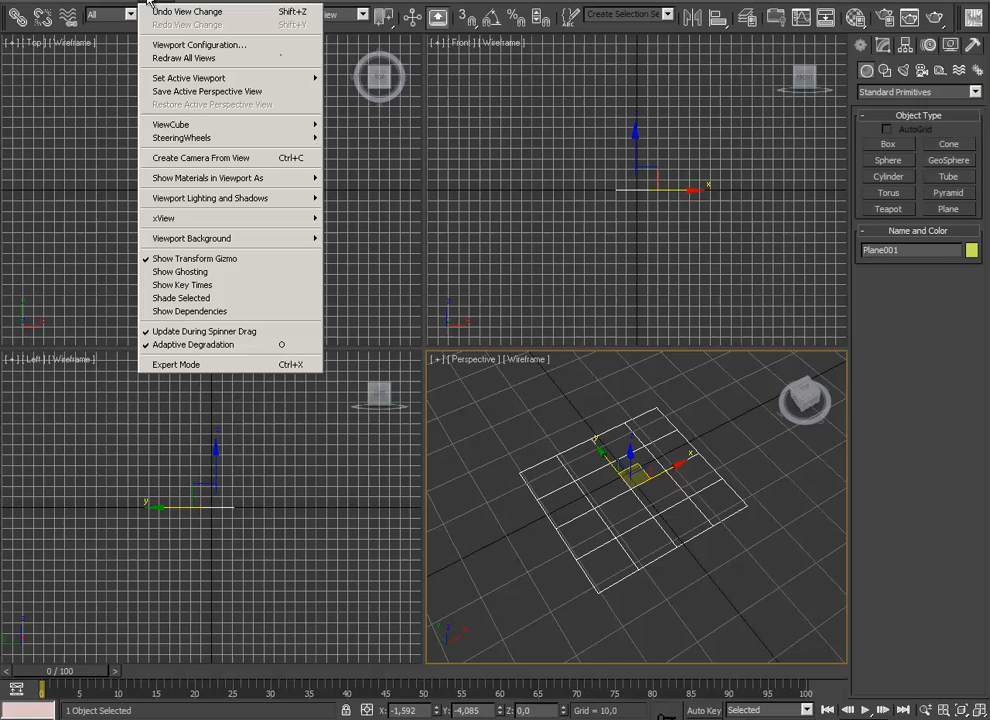 All
View
Create Selection Se
Undo View Change Shift+Z
Redo View Change Shift+Y
Viewport Configuration...
Redraw All Views `
Set Active Viewport
Save Active Perspective View
Restore Active Perspective View
ViewCube
SteeringWheels
Create Camera From View Ctrl+C
Show Materials in Viewport As
Viewport Lighting and Shadows
xView
Viewport Background
Show Transform Gizmo
Show Ghosting
Show Key Times
Shade Selected
Show Dependencies
Update During Spinner Drag
Adaptive Degradation O
Expert Mode Ctrl+X
[ + ] [ Top ] [ Wireframe ]
TOP
[ + ] [ Front ] [ Wireframe ]
FRONT
x
[ + ] [ Left ] [ Wireframe ]
LEFT
z
y
[ + ] [ Perspective ] [ Wireframe ]
y
z
x
Standard Primitives
- Object Type
AutoGrid
Box Cone
Sphere GeoSphere
Cylinder Tube
Torus Pyramid
Teapot Plane
- Name and Color
Plane001
< 0 / 100 >
0 5 10 15 20 25 30 35 40 45 50 55 60 65 70 75 80 85 90 95 100
1 Object Selected X: -1,592 Y: -4,085 Z: 0,0 Grid = 10,0 Auto Key Selected